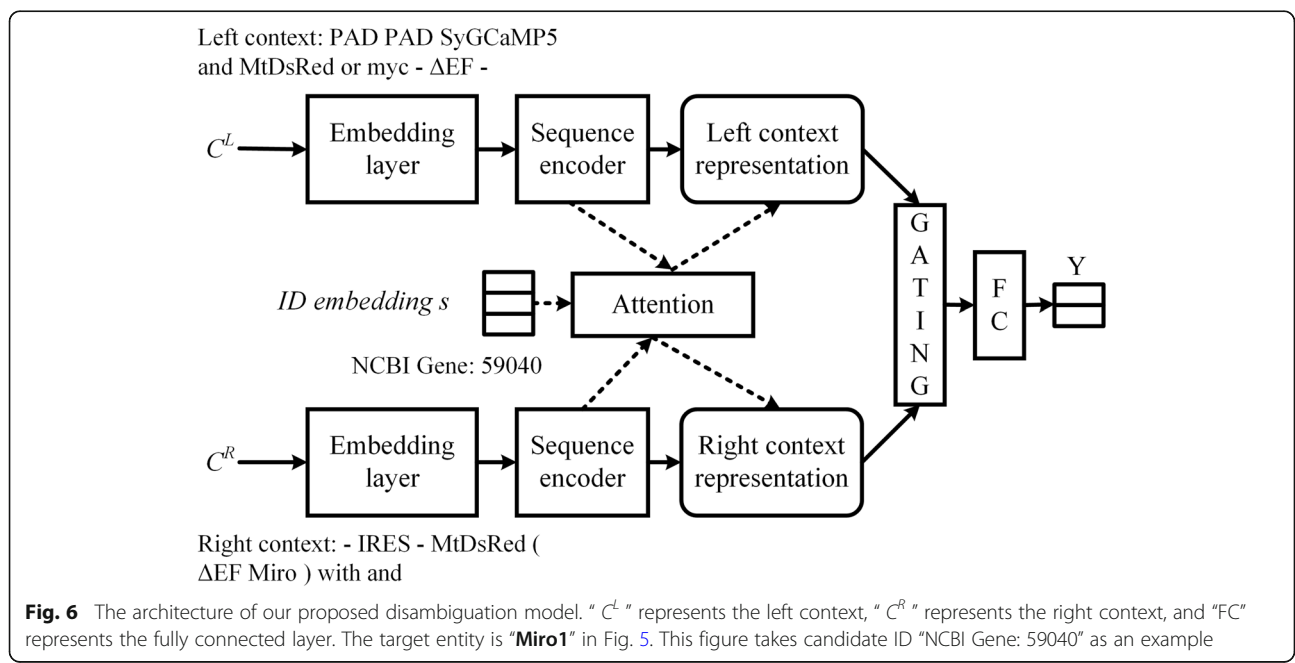 Left context: PAD PAD SyGCaMP5
and MtDsRed or myc - ΔEF -
C^L
Embedding
layer
Sequence
encoder
Left context
representation
ID embedding s
Attention
NCBI Gene: 59040
G
A
T
I
N
G
F
C
Y
C^R
Embedding
layer
Sequence
encoder
Right context
representation
Right context: - IRES - MtDsRed (
ΔEF Miro ) with and
Fig. 6 The architecture of our proposed disambiguation model. “ C^L ” represents the left context, “ C^R ” represents the right context, and “FC”
represents the fully connected layer. The target entity is “Miro1” in Fig. 5. This figure takes candidate ID “NCBI Gene: 59040” as an example